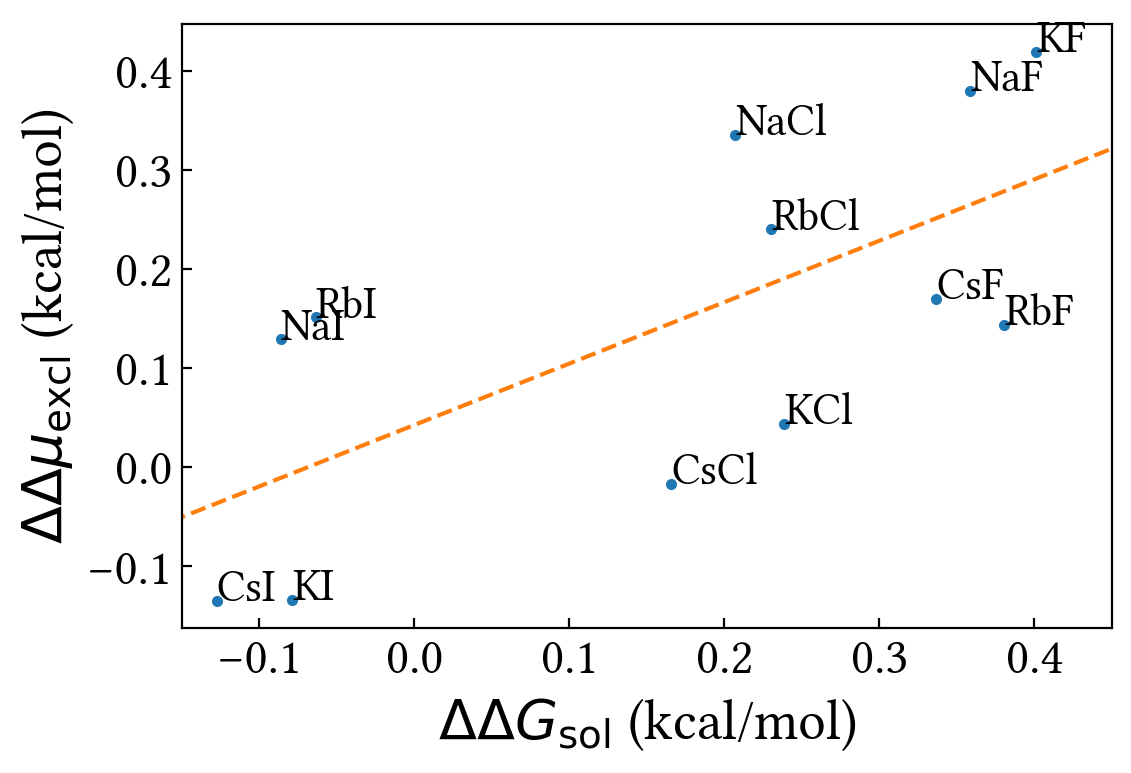 KF
NaF
NaCl
RbCl
CsF
RbF
RbI
NaI
KCl
CsCl
CsI
KI
0.4
0.3
0.2
0.1
0.0
−0.1
−0.1 0.0 0.1 0.2 0.3 0.4
ΔΔμexcl (kcal/mol)
ΔΔGsol (kcal/mol)